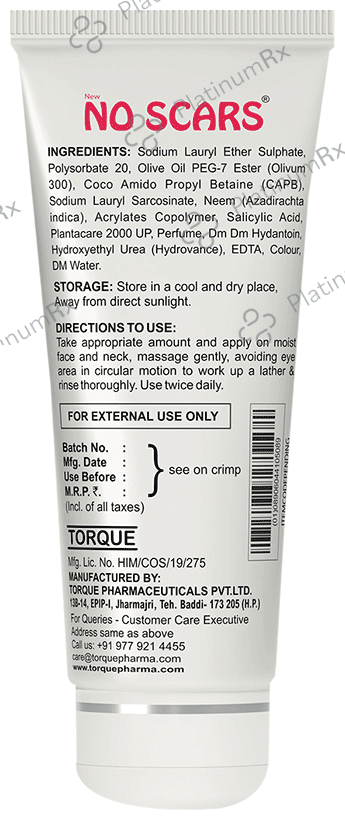 New
NO SCARS®
INGREDIENTS: Sodium Lauryl Ether Sulphate,
Polysorbate 20, Olive Oil PEG-7 Ester (Olivum
300), Coco Amido Propyl Betaine (CAPB),
Sodium Lauryl Sarcosinate, Neem (Azadirachta
indica), Acrylates Copolymer, Salicylic Acid,
Plantacare 2000 UP, Perfume, Dm Dm Hydantoin,
Hydroxyethyl Urea (Hydrovance), EDTA, Colour,
DM Water.
STORAGE: Store in a cool and dry place,
Away from direct sunlight.
DIRECTIONS TO USE:
Take appropriate amount and apply on moist
face and neck, massage gently, avoiding eye
area in circular motion to work up a lather &
rinse thoroughly. Use twice daily.
FOR EXTERNAL USE ONLY
Batch No. :
Mfg. Date :
Use Before :
M.R.P. ₹. :
(Incl. of all taxes)
see on crimp
(01)08906044105089
ITEMCODEPENDING
TORQUE
Mfg. Lic. No. HIM/COS/19/275
MANUFACTURED BY:
TORQUE PHARMACEUTICALS PVT.LTD.
13B-14, EPIP-I, Jharmajri, Teh. Baddi- 173 205 (H.P.)
For Queries - Customer Care Executive
Address same as above
Call us: +91 977 921 4455
care@torquepharma.com
www.torquepharma.com
PlatinumRx
PlatinumRx
PlatinumRx